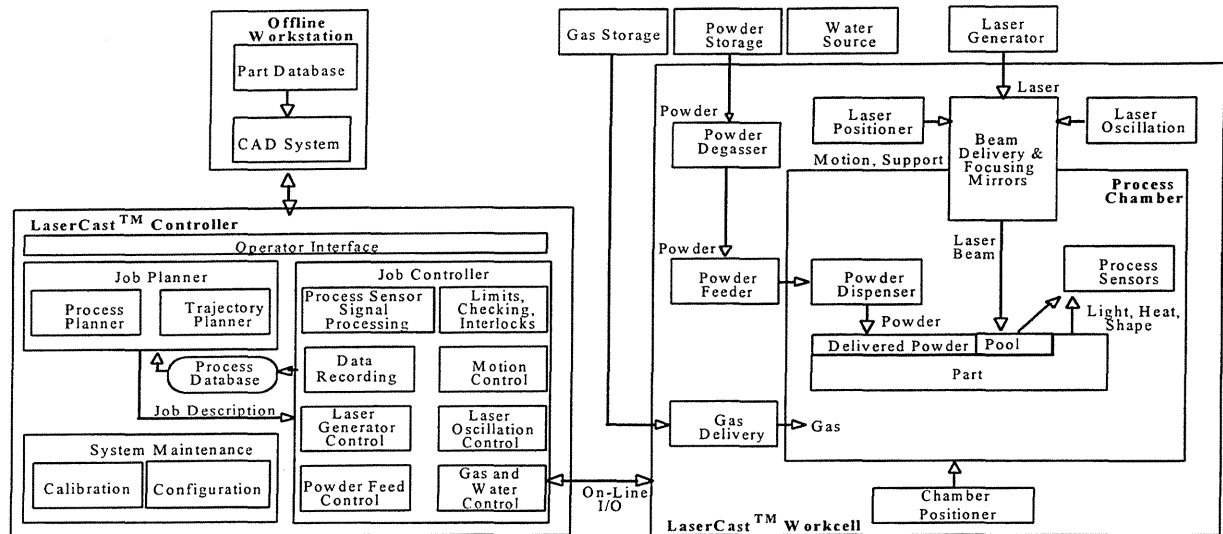 Offline
Workstation
Part Database
CAD System
LaserCast™ Controller
Operator Interface
Job Planner
Process
Planner
Trajectory
Planner
Process
Database
Job Description
System Maintenance
Calibration
Configuration
Job Controller
Process Sensor
Signal
Processing
Limits,
Checking,
Interlocks
Data
Recording
Motion
Control
Laser
Generator
Control
Laser
Oscillation
Control
Powder Feed
Control
Gas and
Water
Control
On-Line
I/O
Gas Storage
Powder
Storage
Water
Source
Laser
Generator
Laser
Powder
Powder
Degasser
Laser
Positioner
Motion, Support
Beam
Delivery &
Focusing
Mirrors
Laser
Oscillation
Process
Chamber
Powder
Powder
Feeder
Powder
Dispenser
Powder
Laser
Beam
Process
Sensors
Light, Heat,
Shape
Delivered Powder
Pool
Part
Gas
Delivery
Gas
Chamber
Positioner
LaserCast™ Workcell